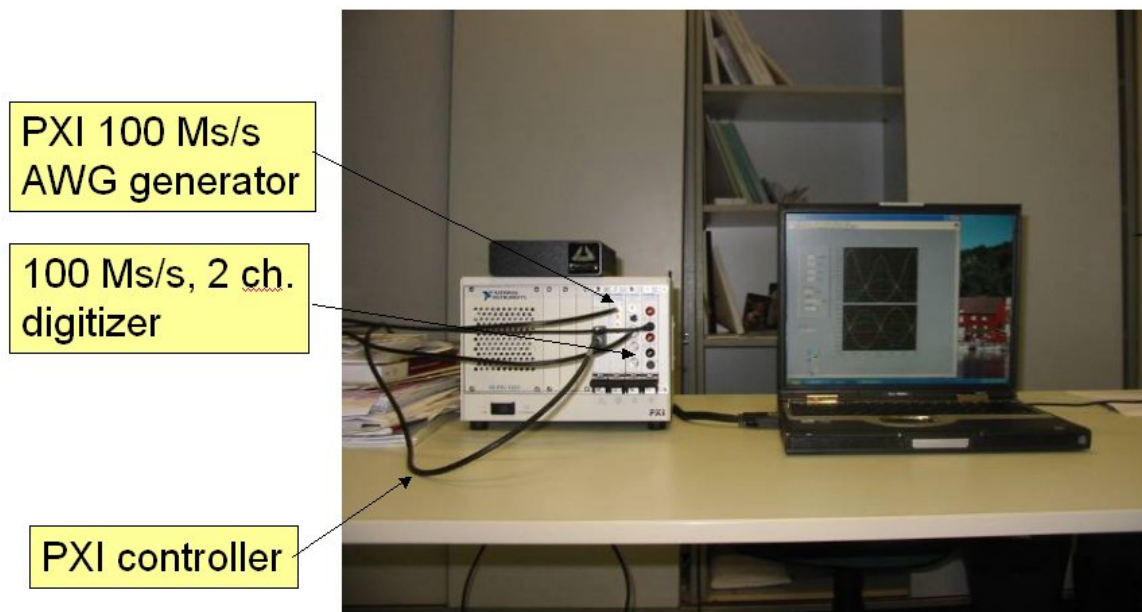 PXI 100 Ms/s
AWG generator
100 Ms/s, 2 ch.
digitizer
PXI controller
NATIONAL
INSTRUMENTS
PXI